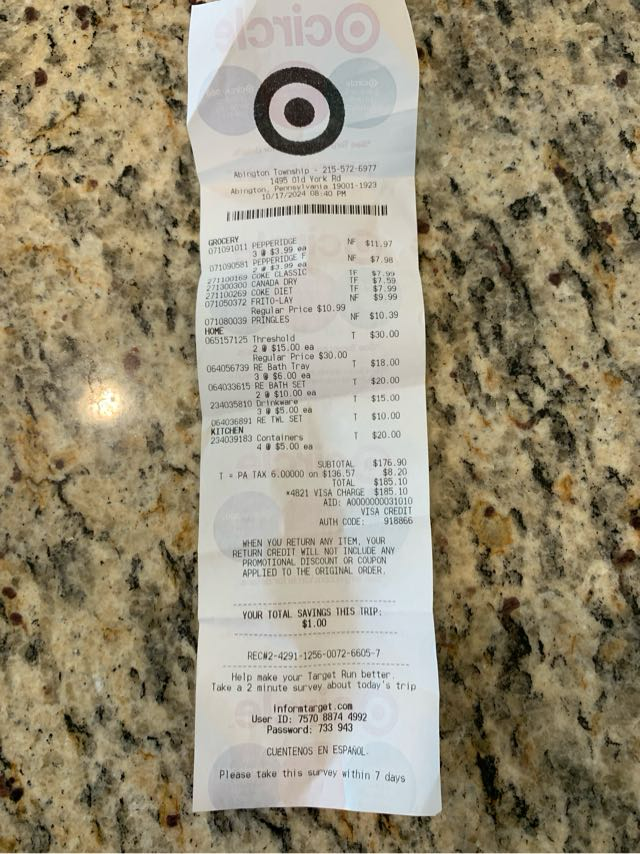 Abington Township - 215-572-6977
1495 Old York Rd
Abington, Pennsylvania 19001-1923
10/17/2024 08:40 PM
GROCERY
071091011 PEPPERIDGE NF $11.97
3 @ $3.99 ea
071090581 PEPPERIDGE F NF $7.98
2 @ $3.99 ea
271100169 COKE CLASSIC TF $7.99
271300300 CANADA DRY TF $7.59
271100269 COKE DIET TF $7.99
071050372 FRITO-LAY NF $9.99
Regular Price $10.99
071080039 PRINGLES NF $10.39
HOME
065157125 Threshold T $30.00
2 @ $15.00 ea
Regular Price $30.00
064056739 RE Bath Tray T $18.00
3 @ $6.00 ea
064033615 RE BATH SET T $20.00
2 @ $10.00 ea
234035810 Drinkware T $15.00
3 @ $5.00 ea
064036891 RE TWL SET T $10.00
KITCHEN
234039183 Containers T $20.00
4 @ $5.00 ea
SUBTOTAL $176.90
T = PA TAX 6.00000 on $136.57 $8.20
TOTAL $185.10
*4821 VISA CHARGE $185.10
AID: A0000000031010
VISA CREDIT
AUTH CODE: 918866
WHEN YOU RETURN ANY ITEM, YOUR
RETURN CREDIT WILL NOT INCLUDE ANY
PROMOTIONAL DISCOUNT OR COUPON
APPLIED TO THE ORIGINAL ORDER.
YOUR TOTAL SAVINGS THIS TRIP:
$1.00
REC#2-4291-1256-0072-6605-7
Help make your Target Run better.
Take a 2 minute survey about today's trip
informtarget.com
User ID: 7570 8874 4992
Password: 733 943
CUENTENOS EN ESPAÑOL.
Please take this survey within 7 days